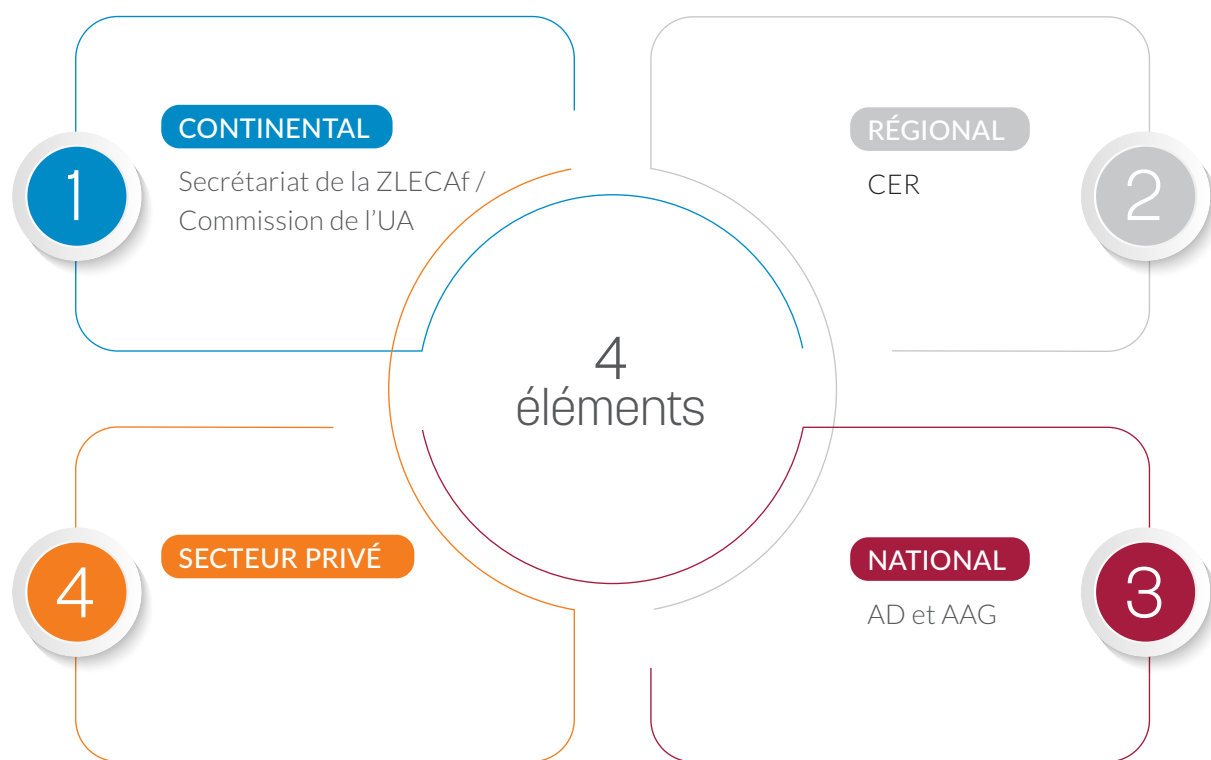 1
CONTINENTAL
Secrétariat de la ZLECAf /
Commission de l’UA
RÉGIONAL
CER
2
4
éléments
4
SECTEUR PRIVÉ
NATIONAL
AD et AAG
3